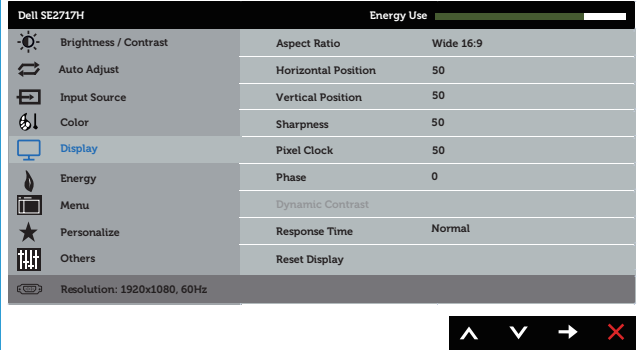 Dell SE2717H Energy Use
Brightness / Contrast Aspect Ratio Wide 16:9
Auto Adjust Horizontal Position 50
Input Source Vertical Position 50
Color Sharpness 50
Display Pixel Clock 50
Energy Phase 0
Menu Dynamic Contrast
Personalize Response Time Normal
Others Reset Display
Resolution: 1920x1080, 60Hz